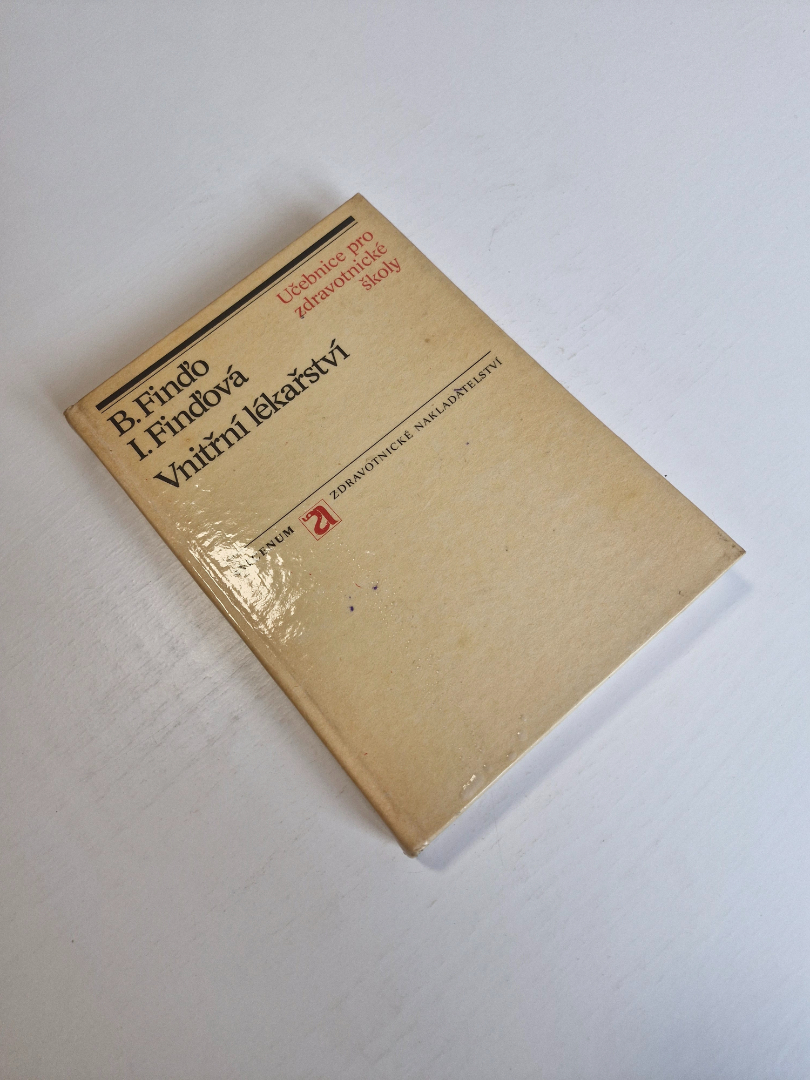 Učebnice pro
zdravotnické
školy
B. Finďo
I. Finďová
Vnitřní lékařství
ZDRAVOTNICKÉ NAKLADATELSTVÍ